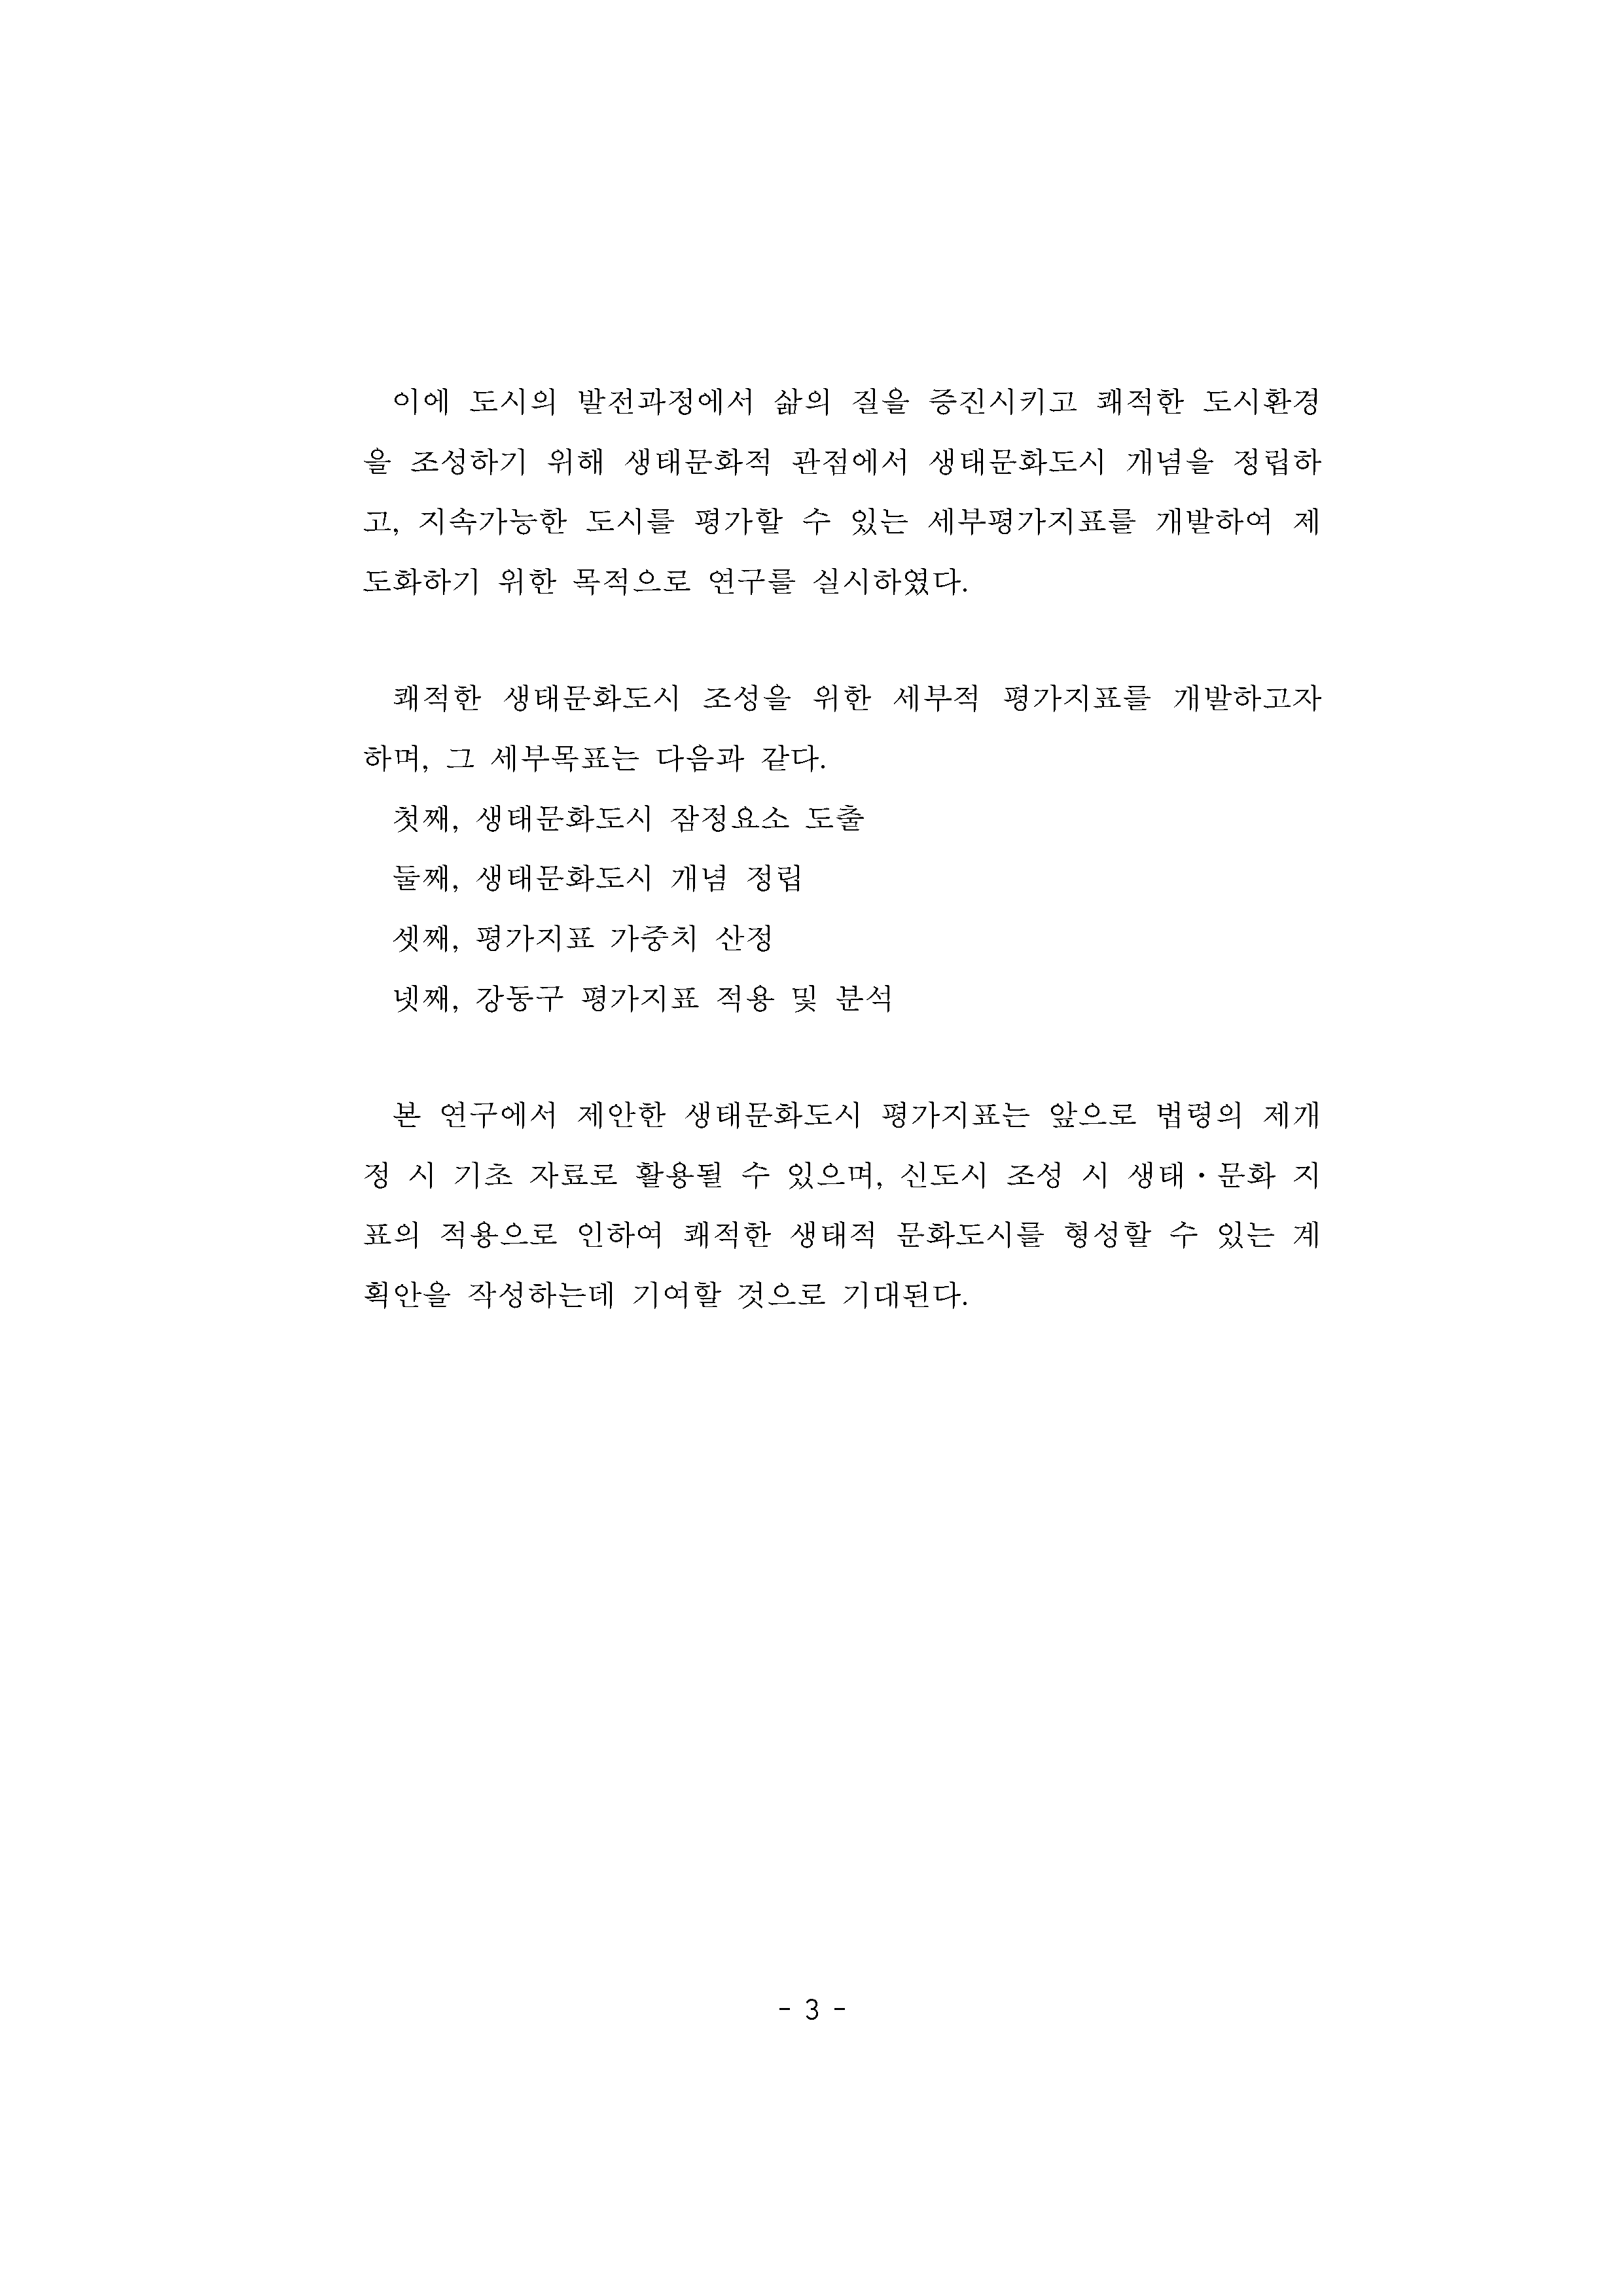 이에 도시의 발전과정에서 삶의 질을 증진시키고 쾌적한 도시환경
을 조성하기 위해 생태문화적 관점에서 생태문화도시 개념을 정립하
고, 지속가능한 도시를 평가할 수 있는 세부평가지표를 개발하여 제
도화하기 위한 목적으로 연구를 실시하였다.
쾌적한 생태문화도시 조성을 위한 세부적 평가지표를 개발하고자
하며, 그 세부목표는 다음과 같다.
첫째, 생태문화도시 잠정요소 도출
둘째, 생태문화도시 개념 정립
셋째, 평가지표 가중치 산정
넷째, 강동구 평가지표 적용 및 분석
본 연구에서 제안한 생태문화도시 평가지표는 앞으로 법령의 제개
정 시 기초 자료로 활용될 수 있으며, 신도시 조성 시 생태·문화 지
표의 적용으로 인하여 쾌적한 생태적 문화도시를 형성할 수 있는 계
획안을 작성하는데 기여할 것으로 기대된다.
- 3 -